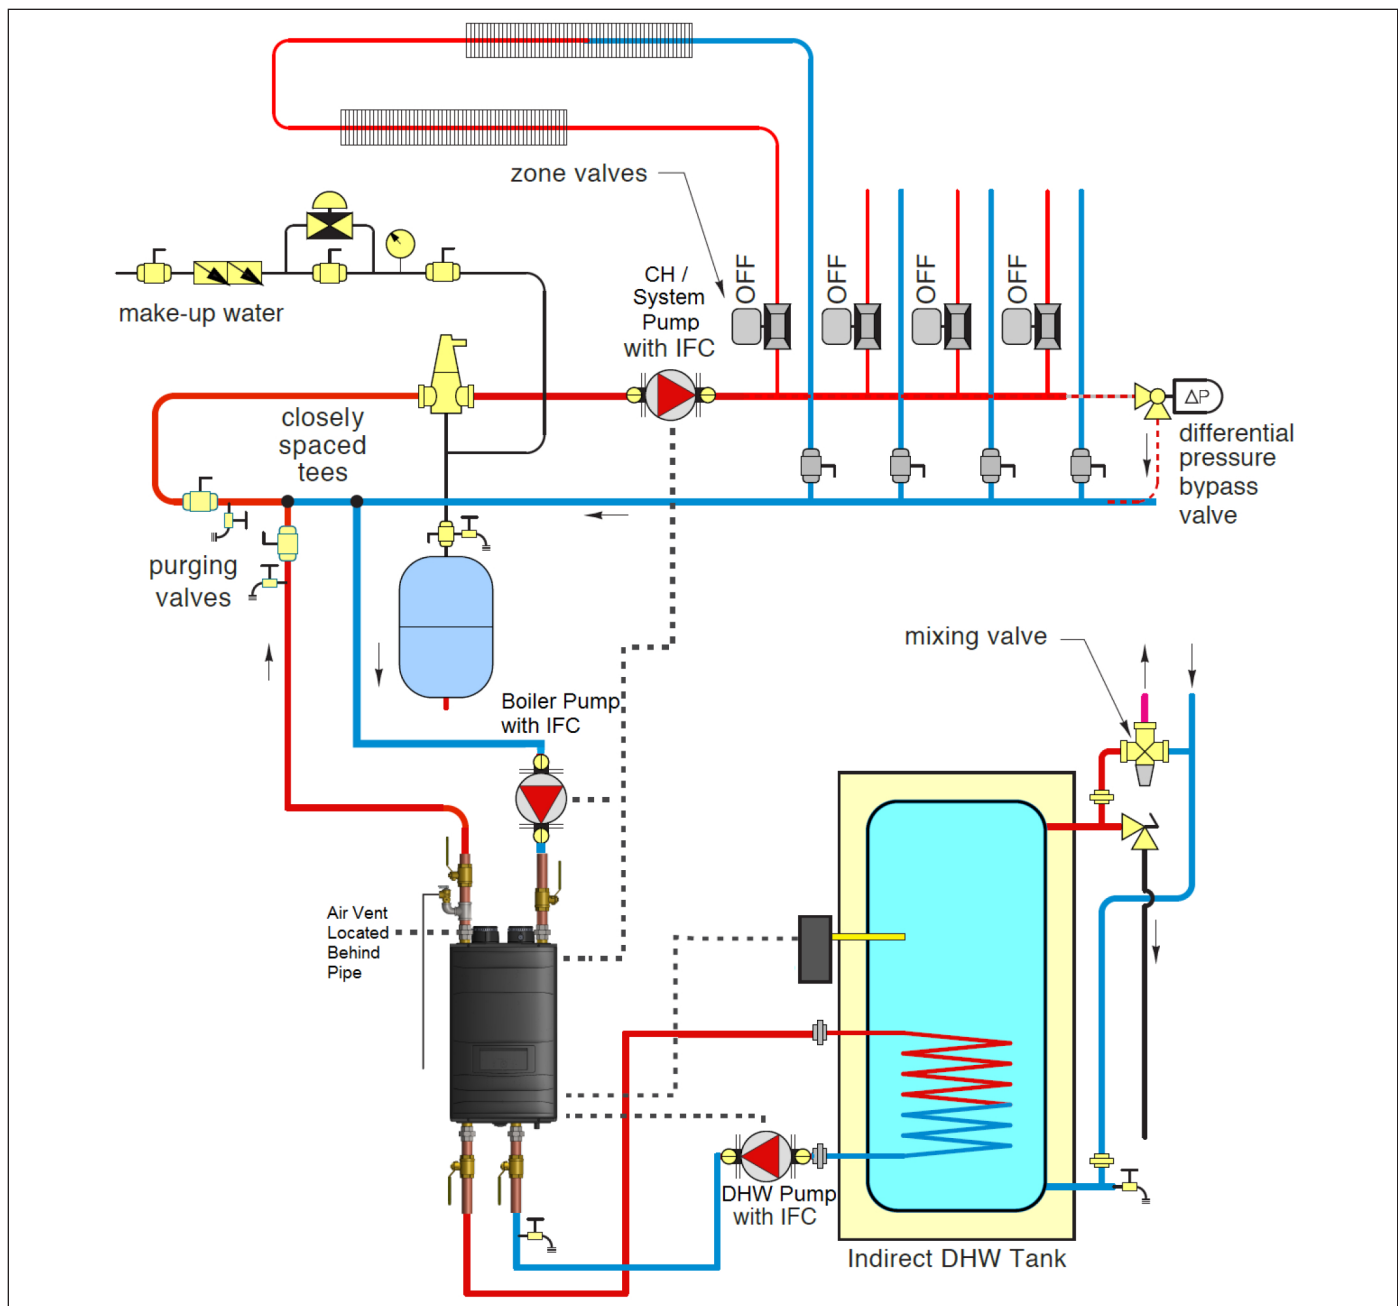 zone valves
OFF
OFF
OFF
OFF
make-up water
CH /
System
Pump
with IFC
closely
spaced
tees
ΔP
differential
pressure
bypass
valve
purging
valves
mixing valve
Boiler Pump
with IFC
Air Vent
Located
Behind
Pipe
DHW Pump
with IFC
Indirect DHW Tank